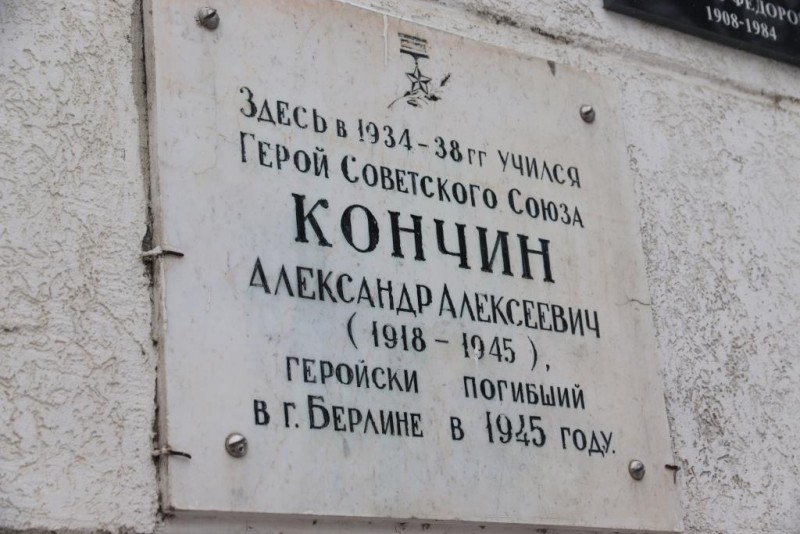 ФЕДОРО
1908-1984
Здесь в 1934-38гг учился
Герой Советского Союза
КОНЧИН
Александр Алексеевич
(1918 - 1945),
геройски погибший
в г. Берлине в 1945 году.